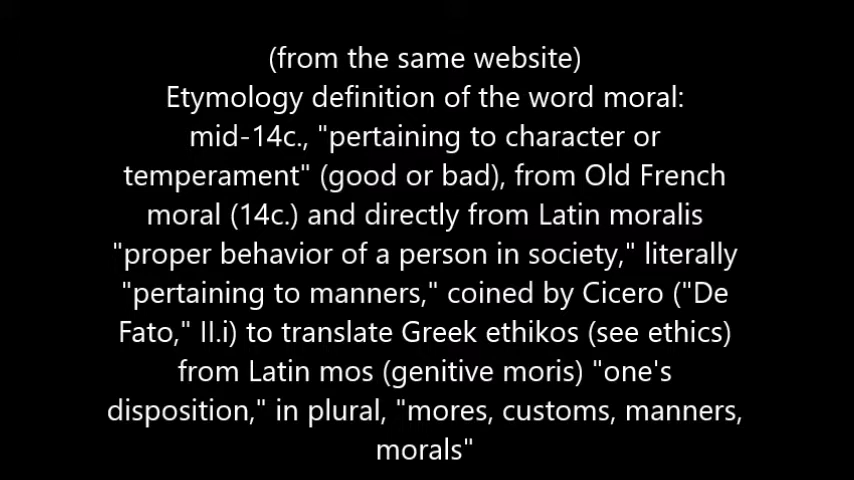 (from the same website)
Etymology definition of the word moral:
mid-14c., "pertaining to character or
temperament" (good or bad), from Old French
moral (14c.) and directly from Latin moralis
"proper behavior of a person in society," literally
"pertaining to manners," coined by Cicero ("De
Fato," II.i) to translate Greek ethikos (see ethics)
from Latin mos (genitive moris) "one's
disposition," in plural, "mores, customs, manners,
morals"